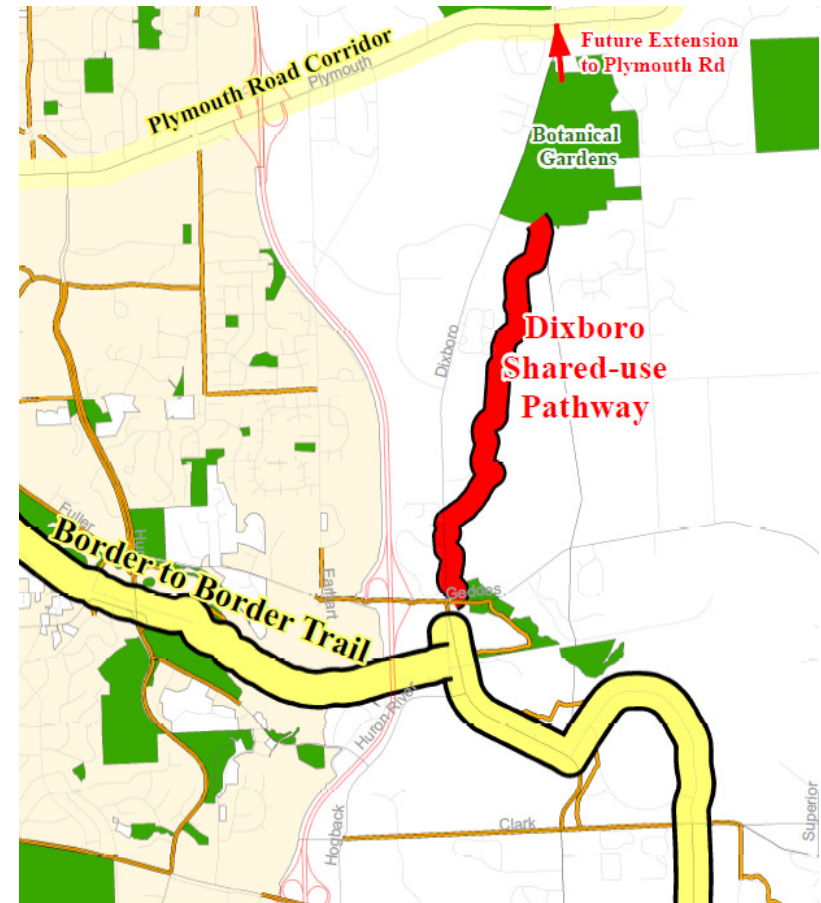 Future Extension
to Plymouth Rd
Plymouth Road Corridor
Plymouth
Botanical
Gardens
Dixboro
Dixboro
Shared-use
Pathway
Fuller
Border to Border Trail
Earhart
Geddes
Huron River
Hogback
Clark
Superior